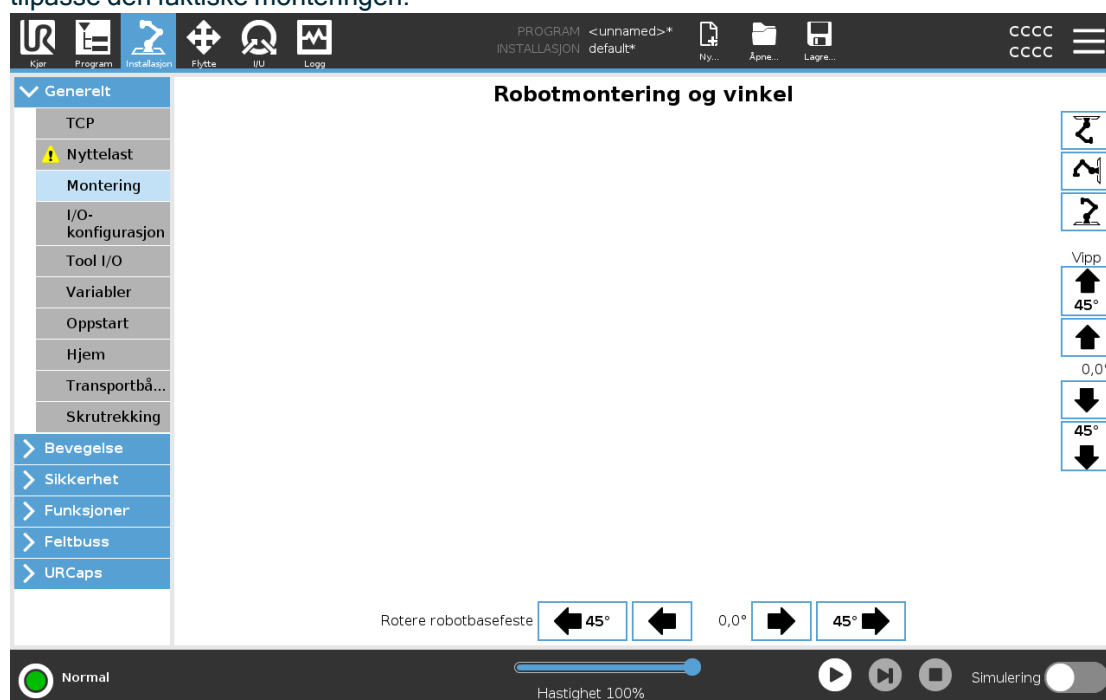 tilpasse den faktiske monteringen.
PROGRAM <unnamed>*
INSTALLASJON default*
CCCC
CCCC
Kjør
Program
Installasjon
Flytte
I/U
Logg
Ny...
Åpne...
Lagre...
Generelt
TCP
Nyttelast
Montering
I/O-
konfigurasjon
Tool I/O
Variabler
Oppstart
Hjem
Transportbå...
Skrutrekking
Bevegelse
Sikkerhet
Funksjoner
Feltbuss
URCaps
Robotmontering og vinkel
Vipp
45°
0,0°
45°
Rotere robotbasefeste
45°
0,0°
45°
Normal
Hastighet 100%
Simulering